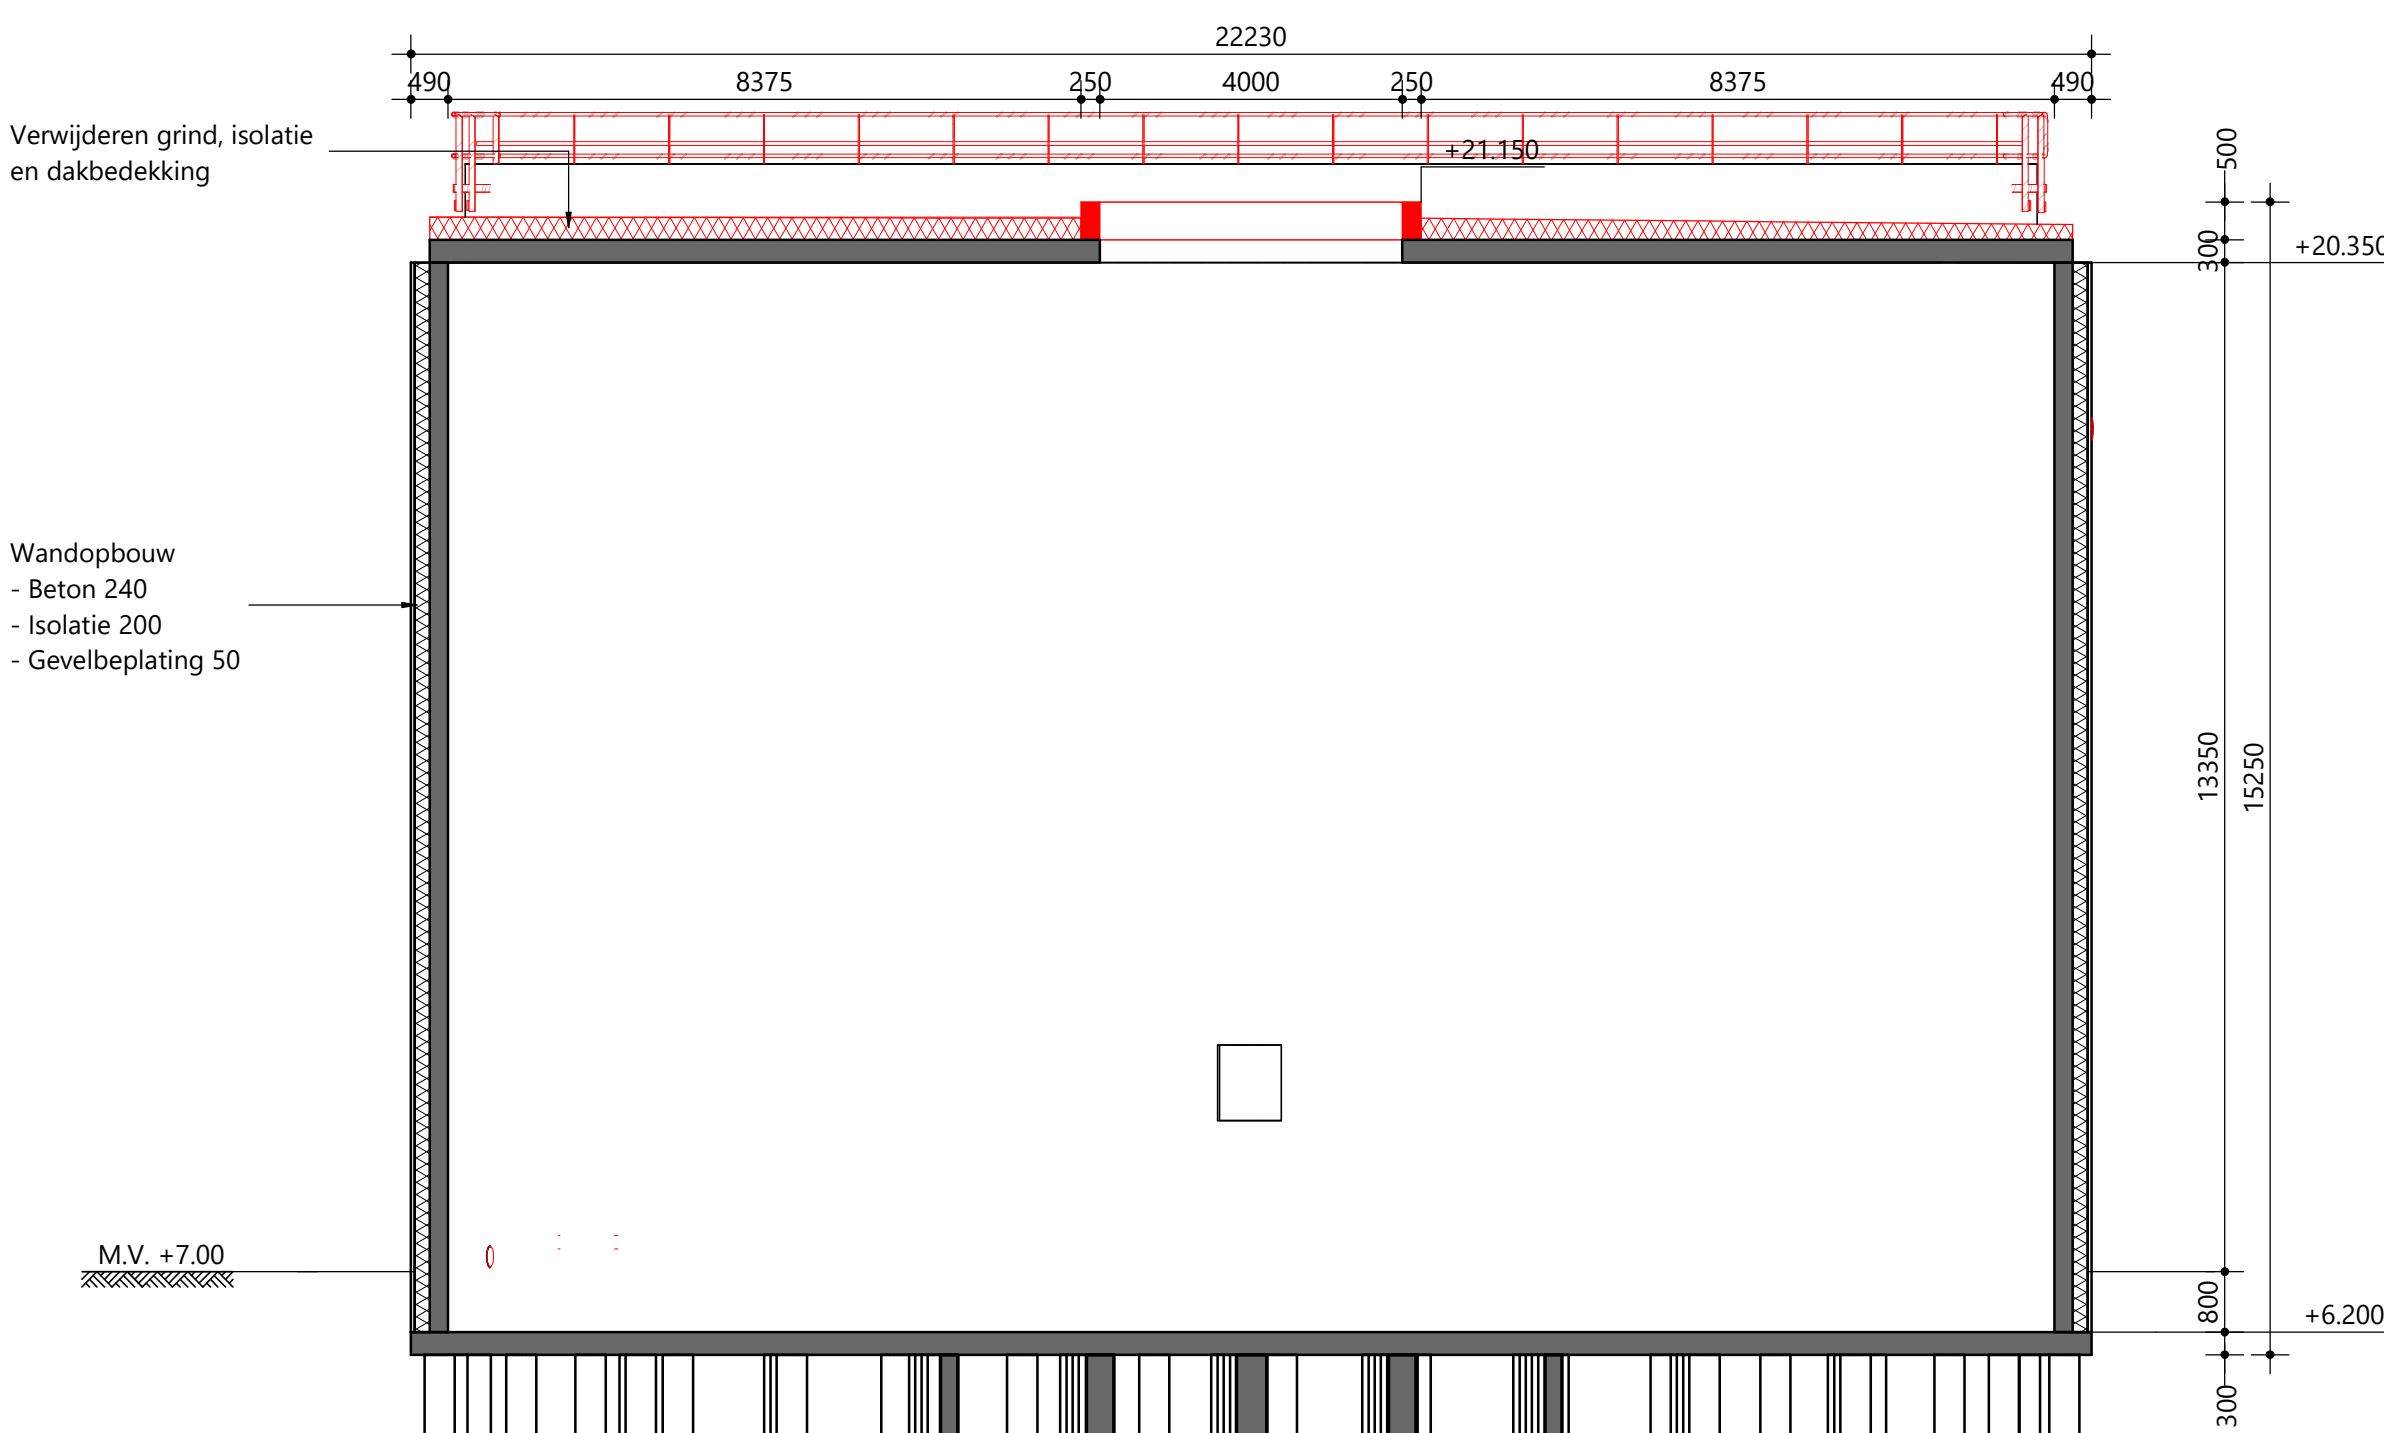 22230
490 8375 250 4000 250 8375 490
Verwijderen grind, isolatie
en dakbedekking
+21.150
500
300
+20.350
Wandopbouw
- Beton 240
- Isolatie 200
- Gevelbeplating 50
13350
15250
M.V. +7.00
800
+6.200
300